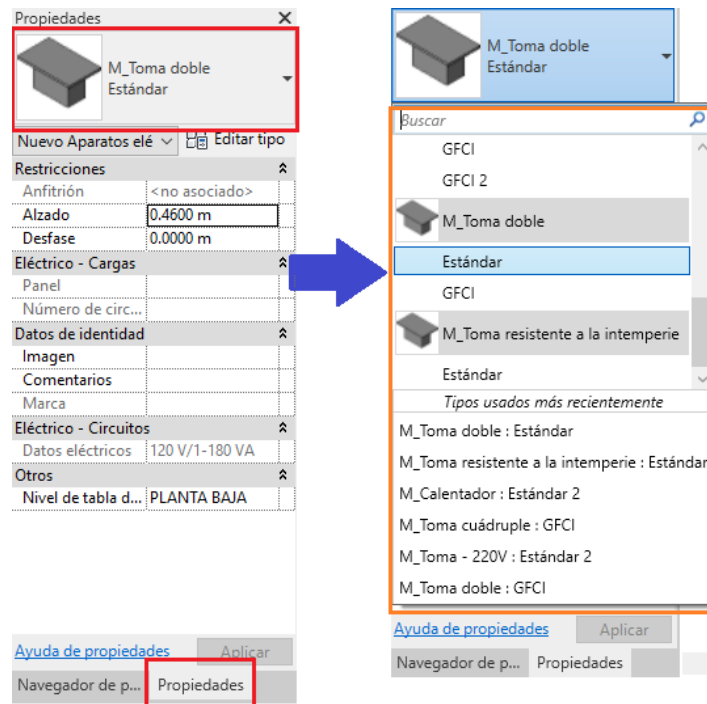 Propiedades
M_Toma doble
Estándar
Nuevo Aparatos elé
Editar tipo
Restricciones
Anfitrión <no asociado>
Alzado 0.4600 m
Desfase 0.0000 m
Eléctrico - Cargas
Panel
Número de circ...
Datos de identidad
Imagen
Comentarios
Marca
Eléctrico - Circuitos
Datos eléctricos 120 V/1-180 VA
Otros
Nivel de tabla d... PLANTA BAJA
Ayuda de propiedades Aplicar
Navegador de p... Propiedades
M_Toma doble
Estándar
Buscar
GFCI
GFCI 2
M_Toma doble
Estándar
GFCI
M_Toma resistente a la intemperie
Estándar
Tipos usados más recientemente
M_Toma doble : Estándar
M_Toma resistente a la intemperie : Estándar
M_Calentador : Estándar 2
M_Toma cuádruple : GFCI
M_Toma - 220V : Estándar 2
M_Toma doble : GFCI
Ayuda de propiedades Aplicar
Navegador de p... Propiedades